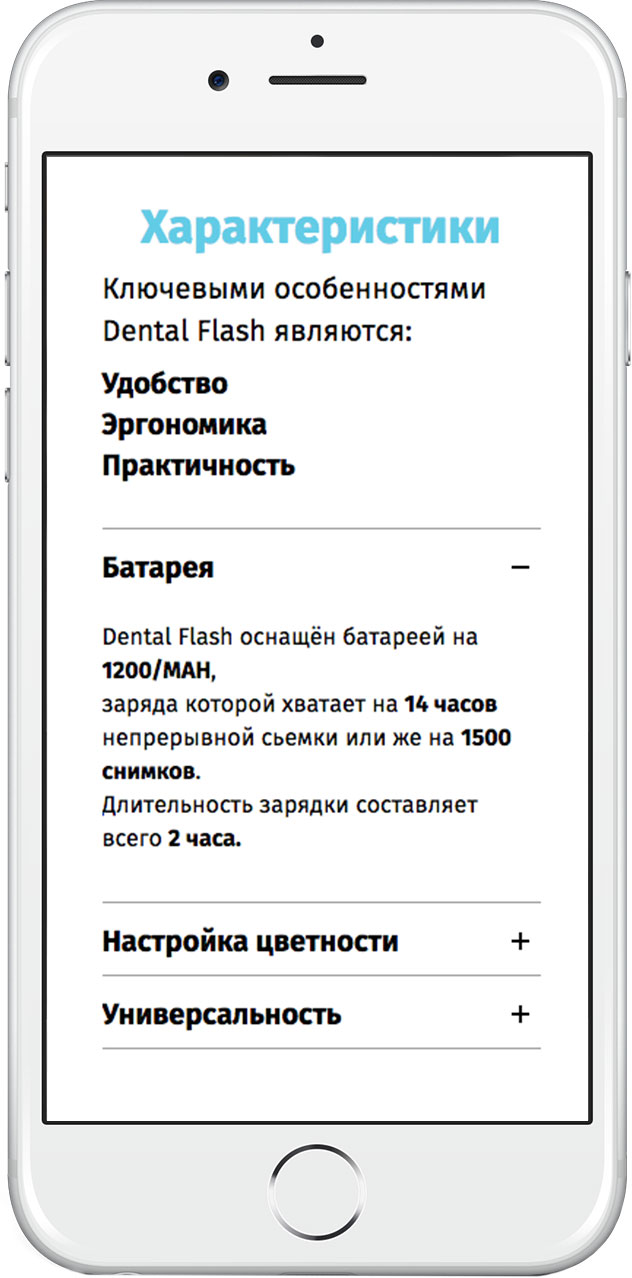 Характеристики
Ключевыми особенностями
Dental Flash являются:
Удобство
Эргономика
Практичность
Батарея −
Dental Flash оснащён батареей на
1200/MAH,
заряда которой хватает на 14 часов
непрерывной сьемки или же на 1500
снимков.
Длительность зарядки составляет
всего 2 часа.
Настройка цветности +
Универсальность +